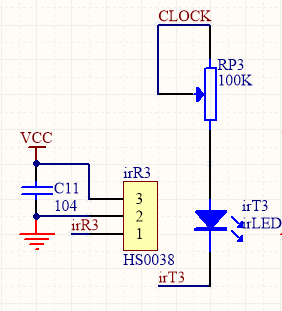 CLOCK
RP3
100K
VCC
irR3
C11
104
3
2
1
irR3
HS0038
irT3
irLED
irT3